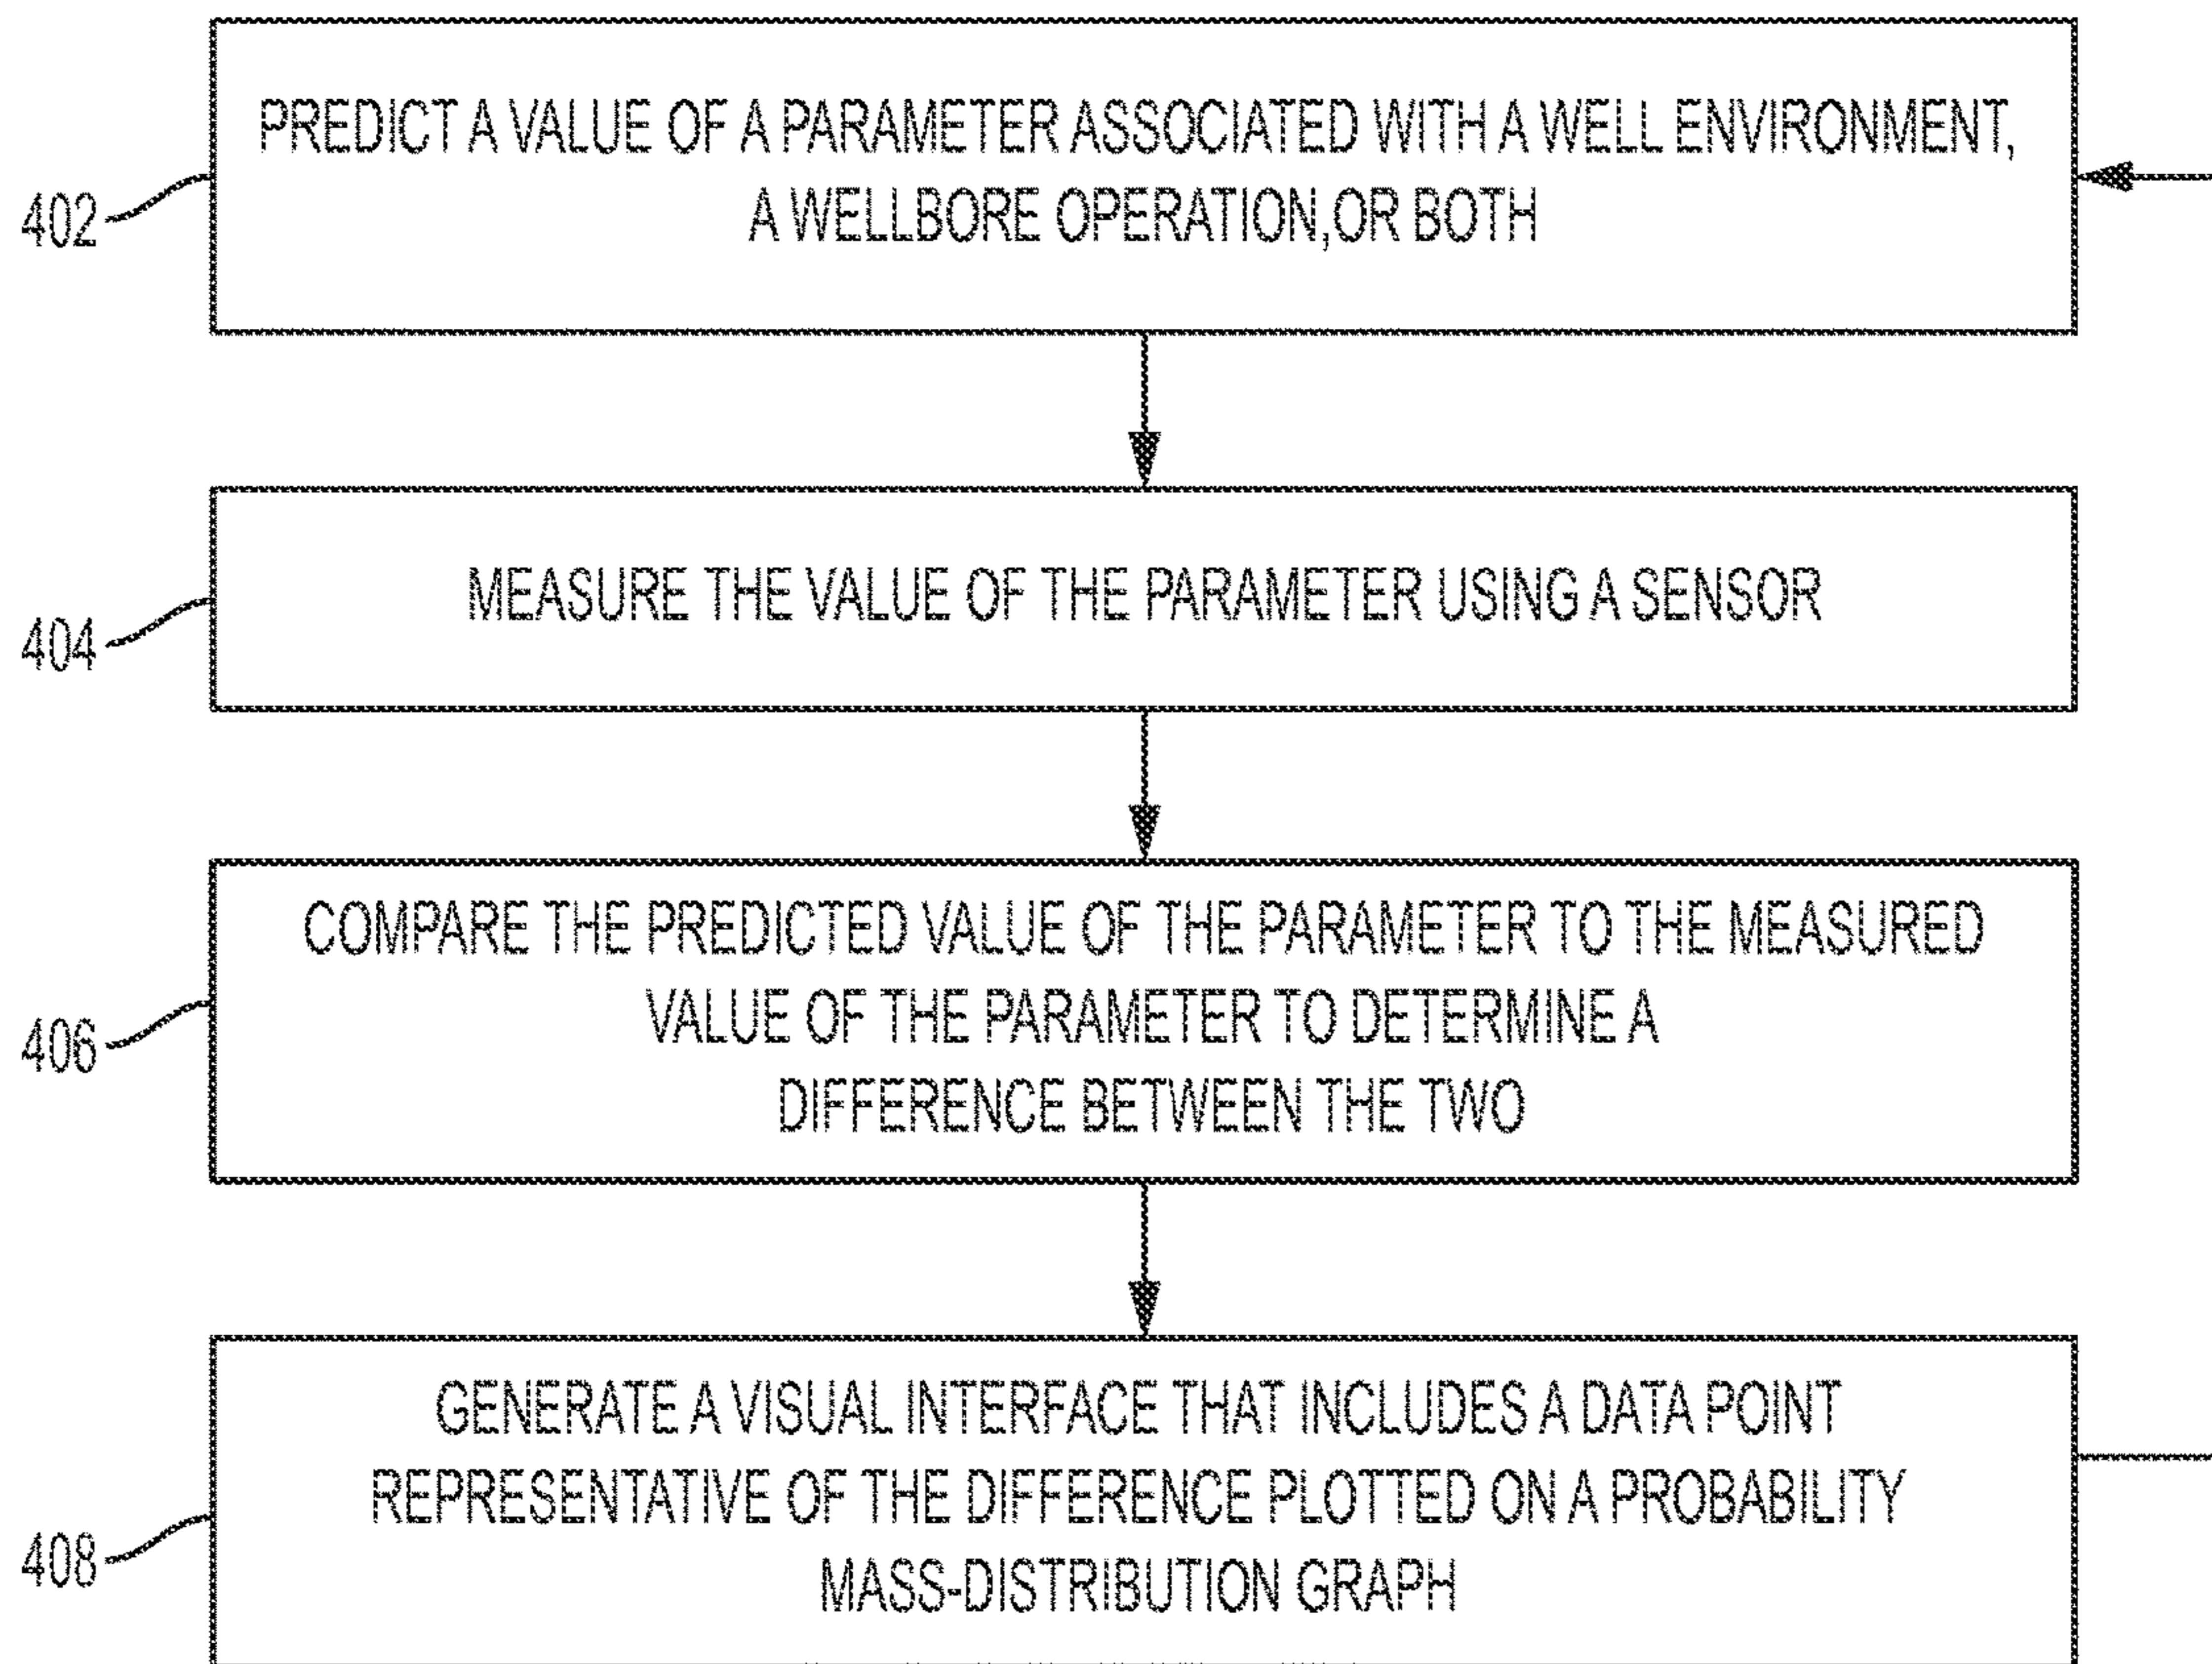 PREDICT A VALUE OF A PARAMETER ASSOCIATED WITH A WELL ENVIRONMENT,
A WELLBORE OPERATION,OR BOTH
402
MEASURE THE VALUE OF THE PARAMETER USING A SENSOR
404
COMPARE THE PREDICTED VALUE OF THE PARAMETER TO THE MEASURED
VALUE OF THE PARAMETER TO DETERMINE A
DIFFERENCE BETWEEN THE TWO
406
GENERATE A VISUAL INTERFACE THAT INCLUDES A DATA POINT
REPRESENTATIVE OF THE DIFFERENCE PLOTTED ON A PROBABILITY
MASS-DISTRIBUTION GRAPH
408